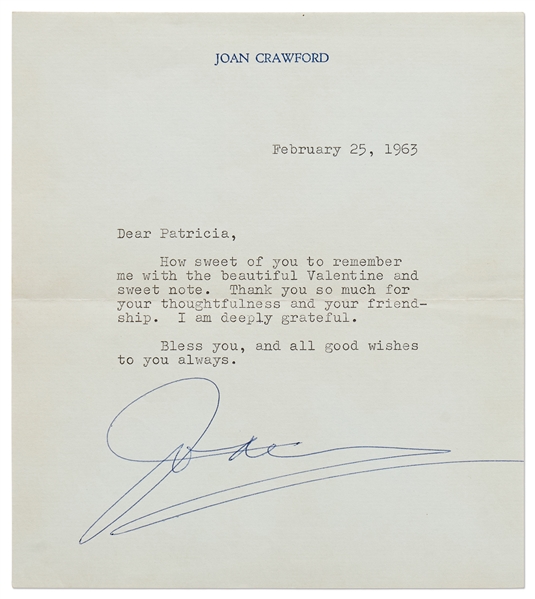 JOAN CRAWFORD
February 25, 1963
Dear Patricia,
How sweet of you to remember
me with the beautiful Valentine and
sweet note. Thank you so much for
your thoughtfulness and your friend-
ship. I am deeply grateful.
Bless you, and all good wishes
to you always.
Joan